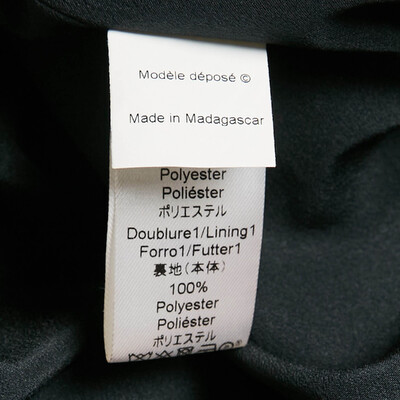 Modèle déposé ©
Made in Madagascar
Polyester
Poliéster
ポリエステル
Doublure1/Lining1
Forro1/Futter1
裏地(本体)
100%
Polyester
Poliéster
ポリエステル